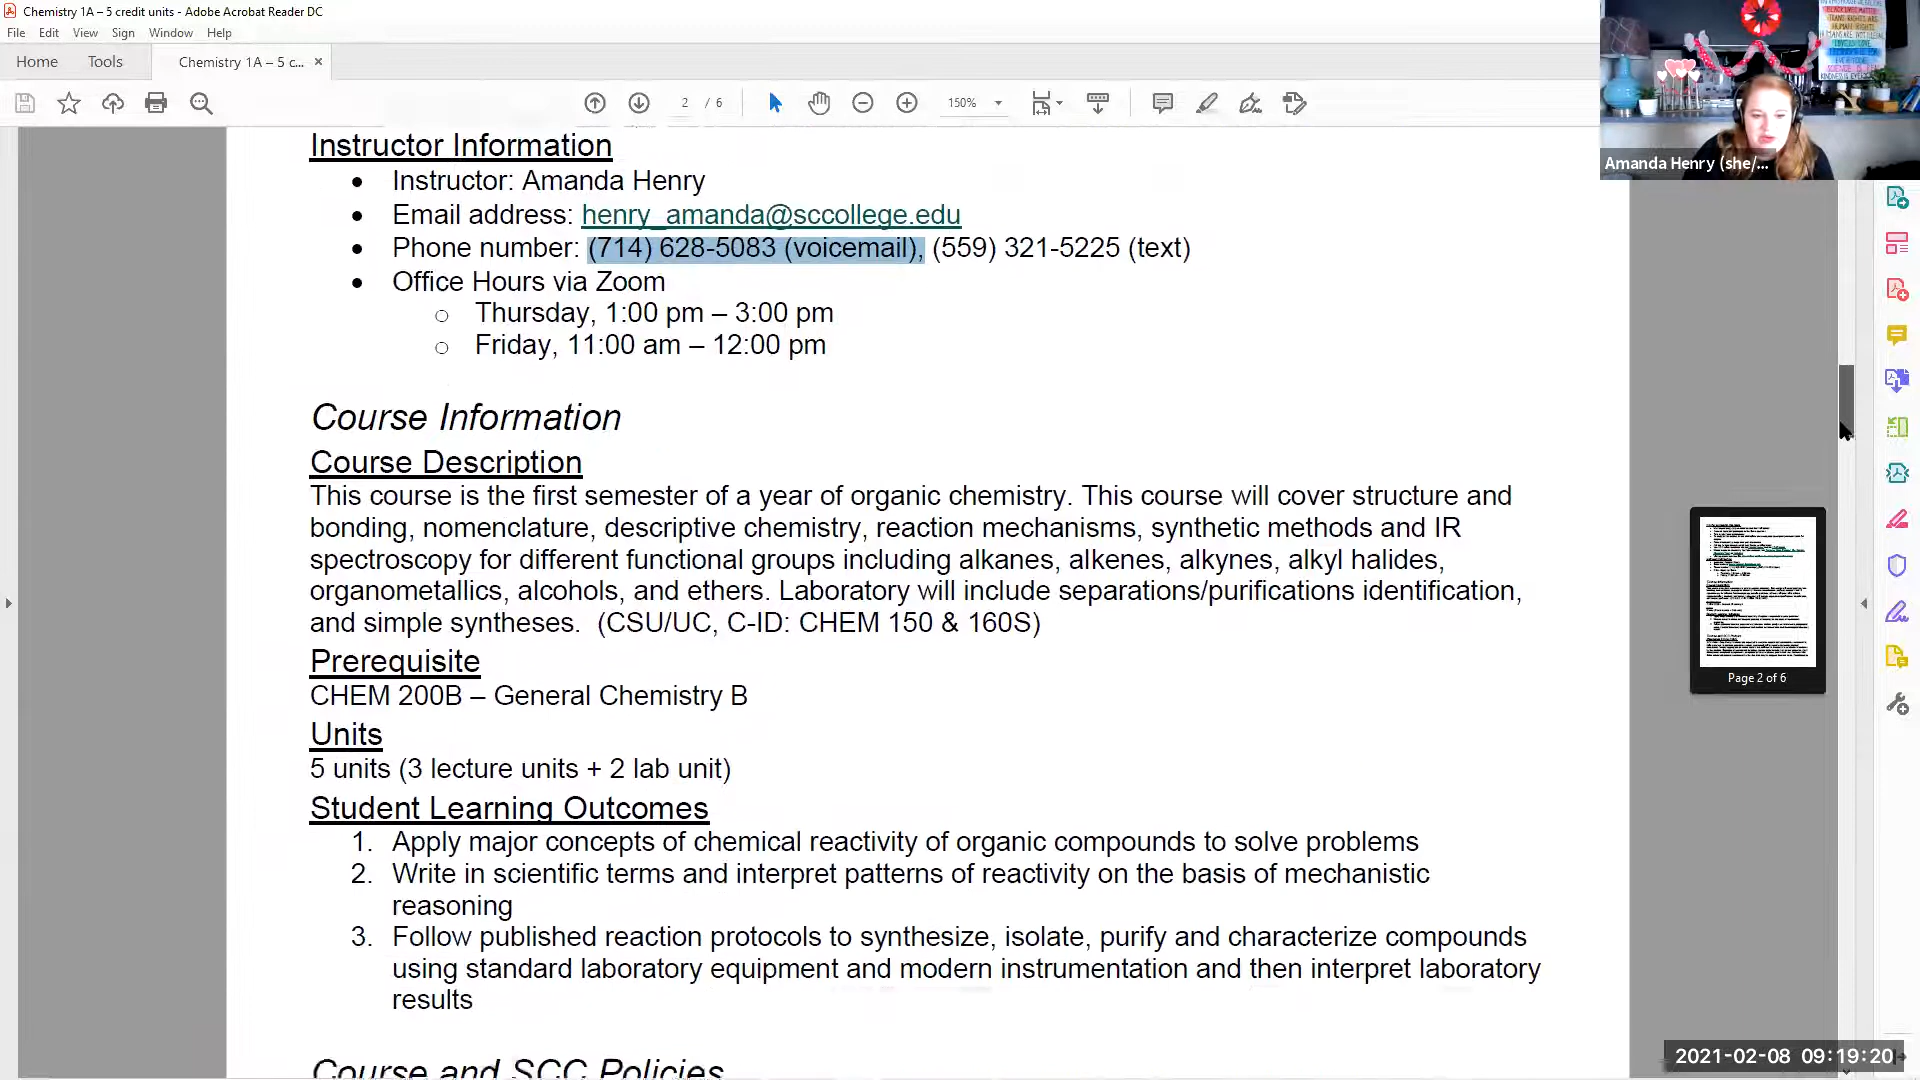 Chemistry 1A – 5 credit units - Adobe Acrobat Reader DC
File Edit View Sign Window Help
Home Tools Chemistry 1A – 5 c... ×
2 / 6 150%
Amanda Henry (she/...
Instructor Information
• Instructor: Amanda Henry
• Email address: henry_amanda@sccollege.edu
• Phone number: (714) 628-5083 (voicemail), (559) 321-5225 (text)
• Office Hours via Zoom
o Thursday, 1:00 pm – 3:00 pm
o Friday, 11:00 am – 12:00 pm
Course Information
Course Description
This course is the first semester of a year of organic chemistry. This course will cover structure and
bonding, nomenclature, descriptive chemistry, reaction mechanisms, synthetic methods and IR
spectroscopy for different functional groups including alkanes, alkenes, alkynes, alkyl halides,
organometallics, alcohols, and ethers. Laboratory will include separations/purifications identification,
and simple syntheses. (CSU/UC, C-ID: CHEM 150 & 160S)
Prerequisite
CHEM 200B – General Chemistry B
Units
5 units (3 lecture units + 2 lab unit)
Student Learning Outcomes
1. Apply major concepts of chemical reactivity of organic compounds to solve problems
2. Write in scientific terms and interpret patterns of reactivity on the basis of mechanistic
reasoning
3. Follow published reaction protocols to synthesize, isolate, purify and characterize compounds
using standard laboratory equipment and modern instrumentation and then interpret laboratory
results
Course and SCC Policies
Page 2 of 6
2021-02-08 09:19:20